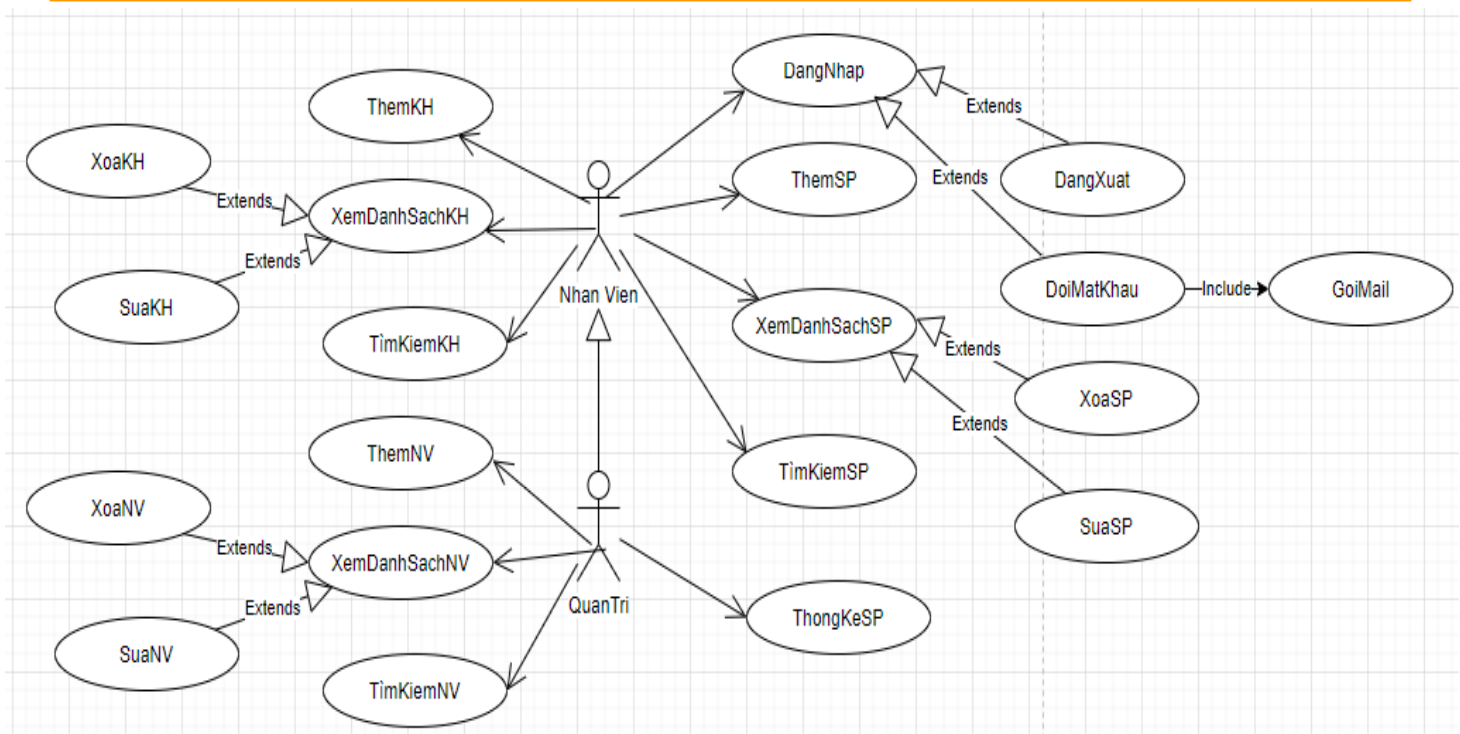 DangNhap
ThemKH
Extends
XoaKH
ThemSP
Extends
DangXuat
Extends
XemDanhSachKH
Extends
Nhan Vien
DoiMatKhau
Include
GoiMail
SuaKH
XemDanhSachSP
TìmKiemKH
Extends
XoaSP
Extends
ThemNV
TìmKiemSP
XoaNV
SuaSP
Extends
XemDanhSachNV
Extends
QuanTri
ThongKeSP
SuaNV
TìmKiemNV